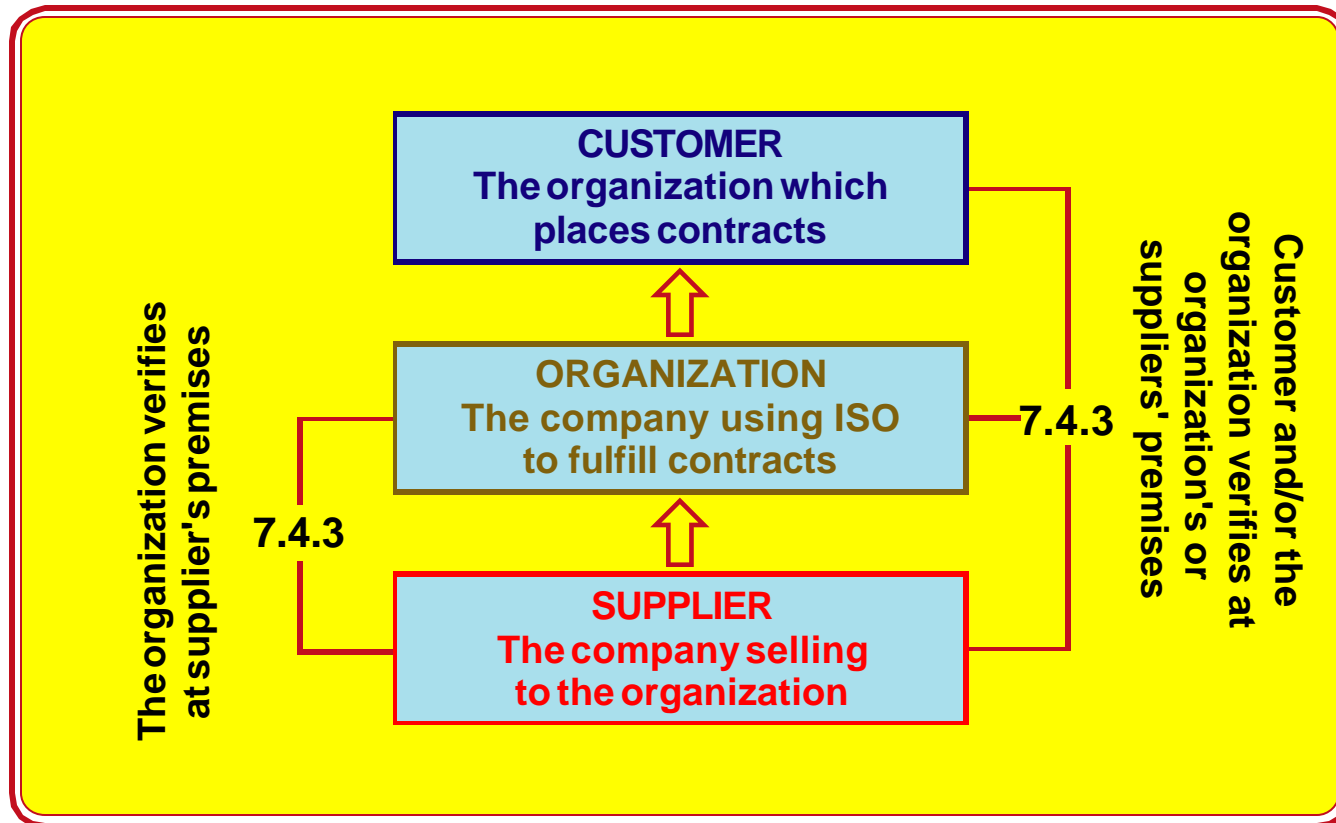 CUSTOMER
The organization which
places contracts
ORGANIZATION
The company using ISO
to fulfill contracts
SUPPLIER
The company selling
to the organization
The organization verifies
at supplier's premises
7.4.3
7.4.3
Customer and/or the
organization verifies at
organization's or
suppliers' premises